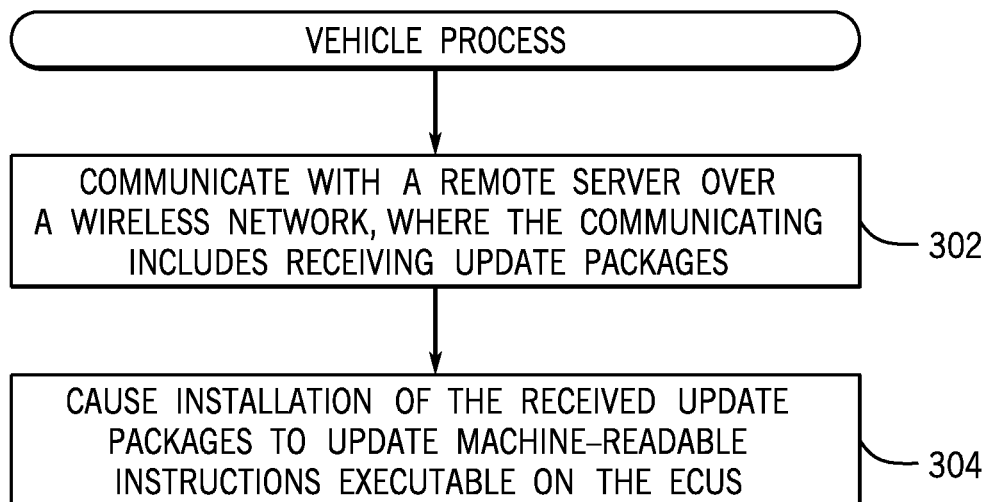 VEHICLE PROCESS
COMMUNICATE WITH A REMOTE SERVER OVER
A WIRELESS NETWORK, WHERE THE COMMUNICATING
INCLUDES RECEIVING UPDATE PACKAGES
302
CAUSE INSTALLATION OF THE RECEIVED UPDATE
PACKAGES TO UPDATE MACHINE–READABLE
INSTRUCTIONS EXECUTABLE ON THE ECUS
304